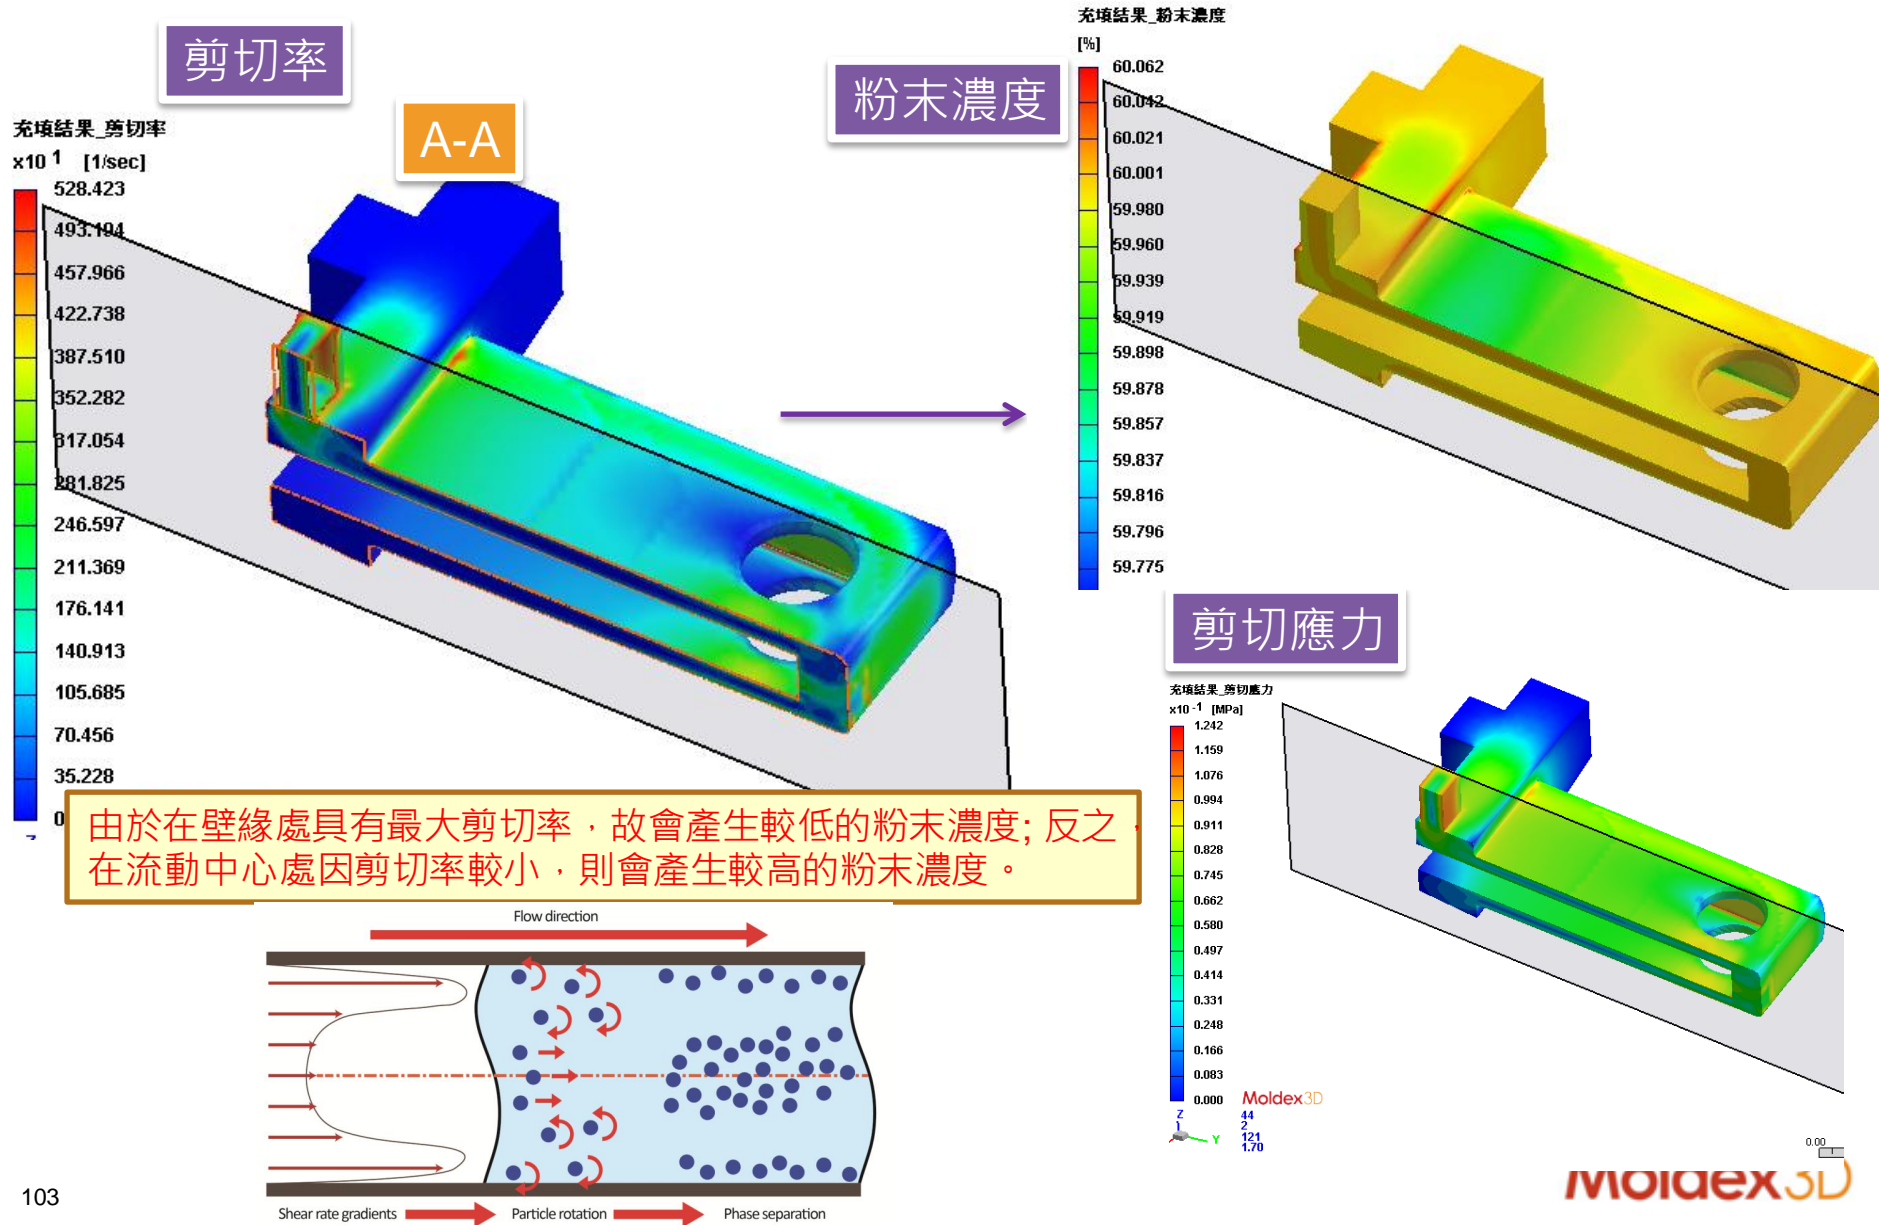 剪切率
A-A
充填結果_剪切率
x10 1 [1/sec]
528.423
493.194
457.966
422.738
387.510
352.282
317.054
281.825
246.597
211.369
176.141
140.913
105.685
70.456
35.228
0
粉末濃度
充填結果_粉末濃度
[%]
60.062
60.042
60.021
60.001
59.980
59.960
59.939
59.919
59.898
59.878
59.857
59.837
59.816
59.796
59.775
剪切應力
充填結果_剪切應力
x10 -1 [MPa]
1.242
1.159
1.076
0.994
0.911
0.828
0.745
0.662
0.580
0.497
0.414
0.331
0.248
0.166
0.083
0.000
Moldex3D
Z
Y
44
2
121
1.70
0.00
由於在壁緣處具有最大剪切率，故會產生較低的粉末濃度; 反之，
在流動中心處因剪切率較小，則會產生較高的粉末濃度。
Flow direction
Shear rate gradients
Particle rotation
Phase separation
103
Moldex3D